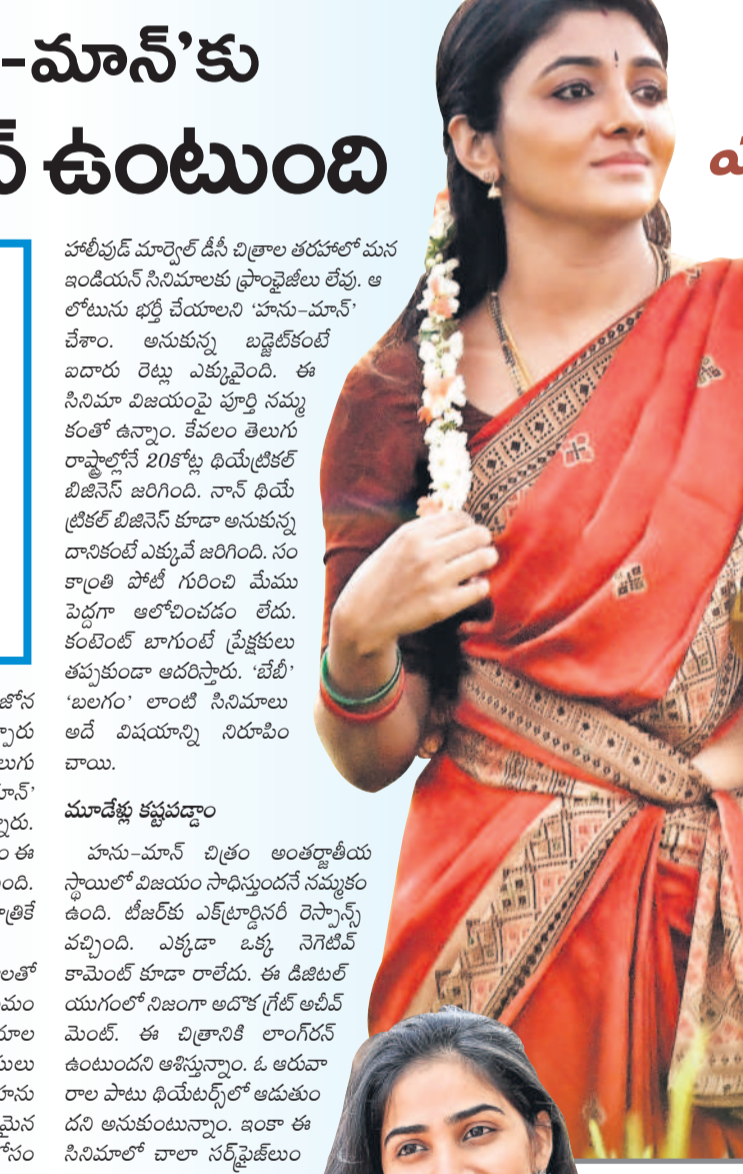 -మాన్'కు
ఉంటుంది
హాలీవుడ్ మార్వెల్ డీసీ చిత్రాల తరహాలో మన
ఇండియన్ సినిమాలకు ఫ్రాంఛైజీలు లేవు. ఆ
లోటును భర్తీ చేయాలని 'హను-మాన్'
చేశాం. అనుకున్న బడ్జెట్‌కంటే
ఐదారు రెట్లు ఎక్కువైంది. ఈ
సినిమా విజయంపై పూర్తి నమ్మ
కంతో ఉన్నాం. కేవలం తెలుగు
రాష్ట్రాల్లోనే 20కోట్ల థియేట్రికల్
బిజినెస్ జరిగింది. నాన్ థియే
ట్రికల్ బిజినెస్ కూడా అనుకున్న
దానికంటే ఎక్కువే జరిగింది. సం
క్రాంతి పోటీ గురించి మేము
పెద్దగా ఆలోచించడం లేదు.
కంటెంట్ బాగుంటే ప్రేక్షకులు
తప్పకుండా ఆదరిస్తారు. 'బేబీ'
'బలగం' లాంటి సినిమాలు
అదే విషయాన్ని నిరూపిం
చాయి.
మూడేళ్లు కష్టపడ్డాం
హను-మాన్ చిత్రం అంతర్జాతీయ
స్థాయిలో విజయం సాధిస్తుందనే నమ్మకం
ఉంది. టీజర్‌కు ఎక్‌ట్రార్డినరీ రెస్పాన్స్
వచ్చింది. ఎక్కడా ఒక్క నెగెటివ్
కామెంట్ కూడా రాలేదు. ఈ డిజిటల్
యుగంలో నిజంగా అదొక గ్రేట్ అచీవ్
మెంట్. ఈ చిత్రానికి లాంగ్‌రన్
ఉంటుందని ఆశిస్తున్నాం. ఓ ఆరువా
రాల పాటు థియేటర్స్‌లో ఆడుతుం
దని అనుకుంటున్నాం. ఇంకా ఈ
సినిమాలో చాలా సర్‌ప్రైజ్‌లుం